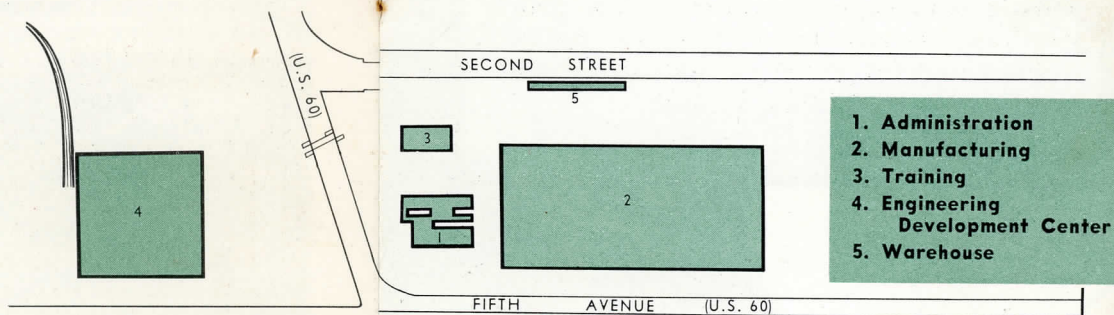 SECOND STREET
(U.S. 60)
5
3
4
2
1
FIFTH AVENUE (U.S. 60)
1. Administration
2. Manufacturing
3. Training
4. Engineering
Development Center
5. Warehouse